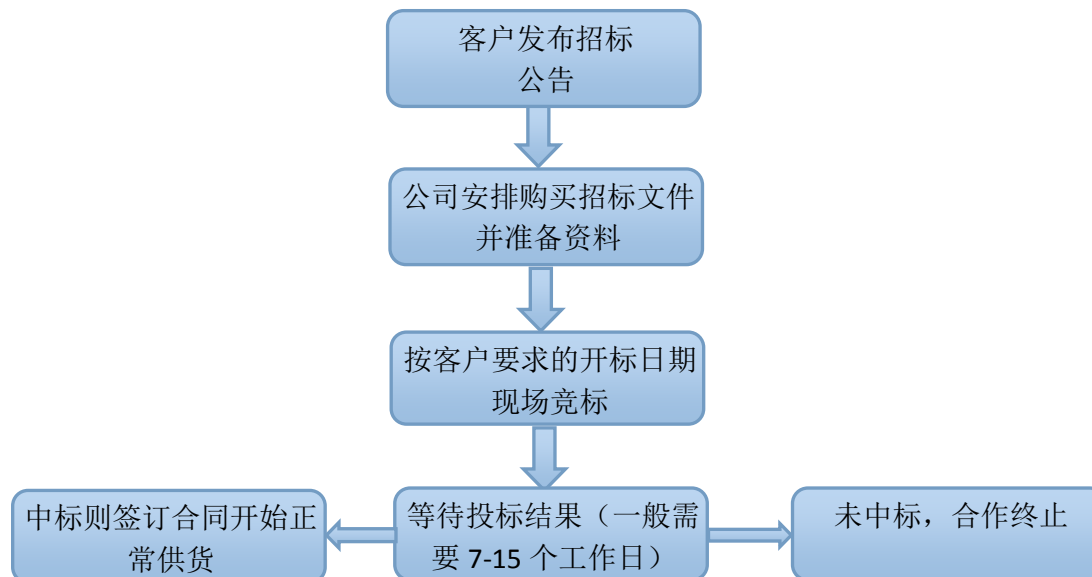 客户发布招标
公告
公司安排购买招标文件
并准备资料
按客户要求的开标日期
现场竞标
中标则签订合同开始正
常供货
等待投标结果（一般需
要 7-15 个工作日）
未中标，合作终止